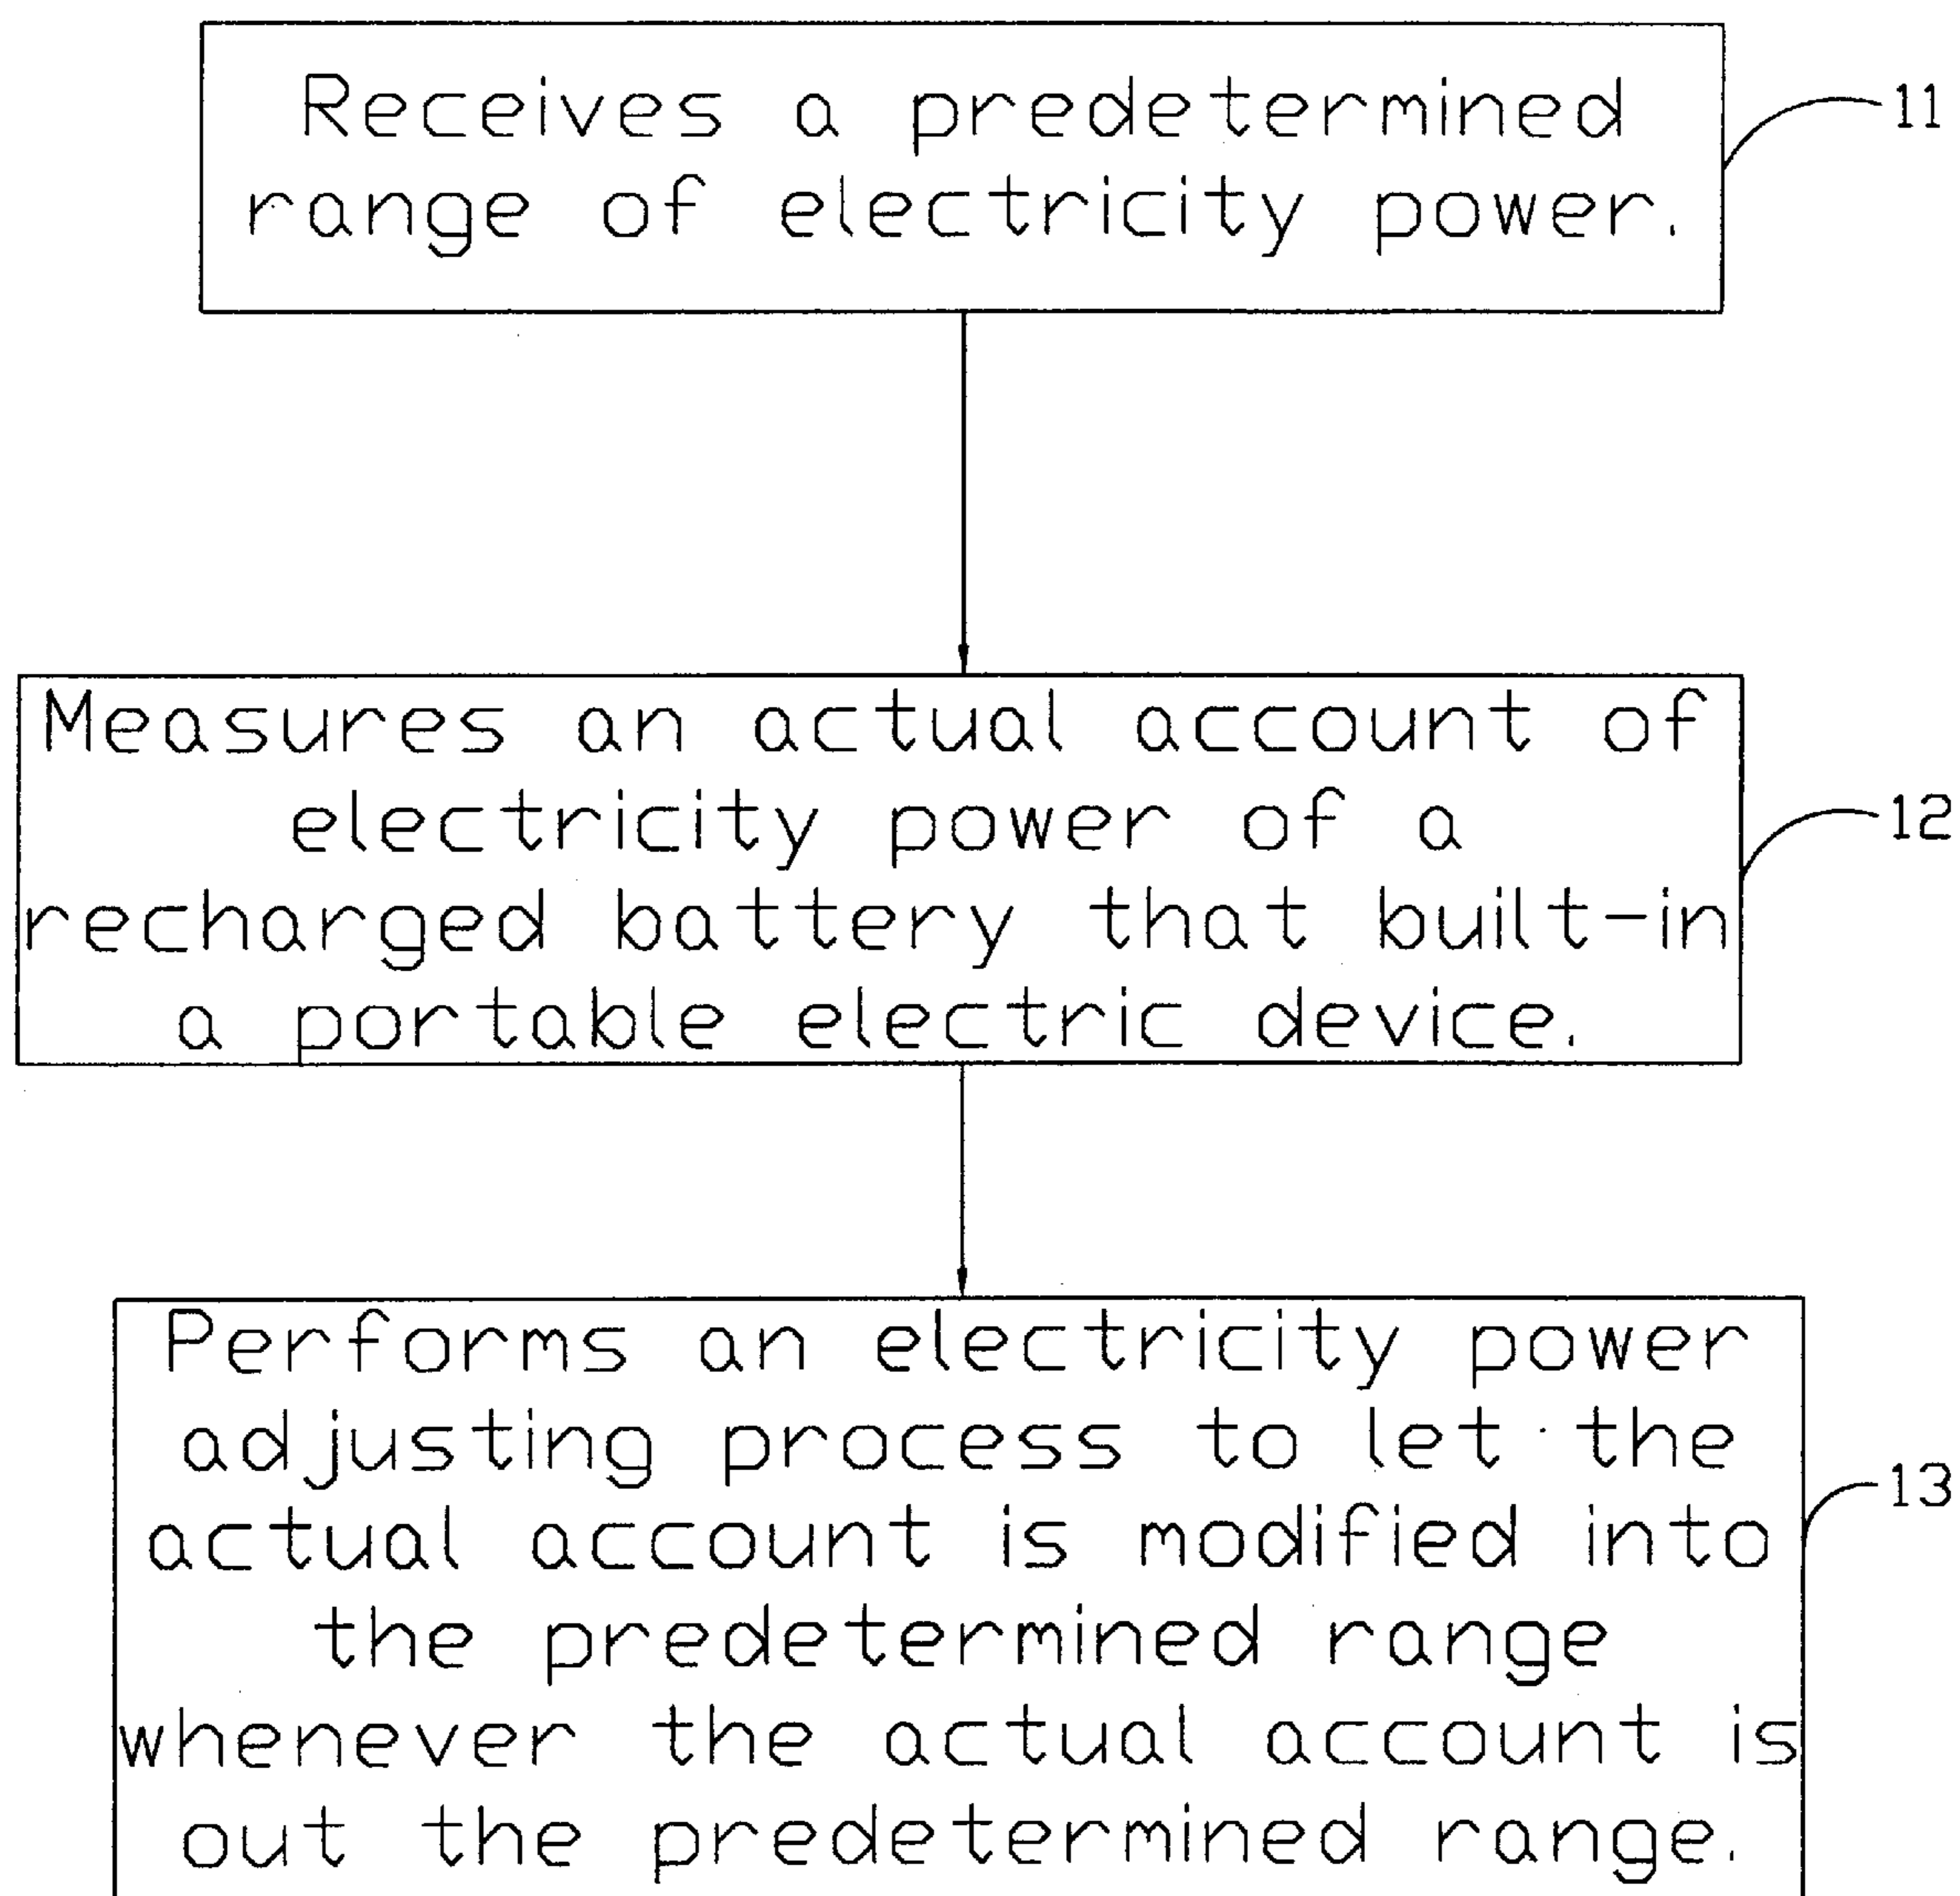 Receives a predetermined
range of electricity power.
11
Measures an actual account of
electricity power of a
recharged battery that built-in
a portable electric device.
12
Performs an electricity power
adjusting process to let the
actual account is modified into
the predetermined range
whenever the actual account is
out the predetermined range.
13